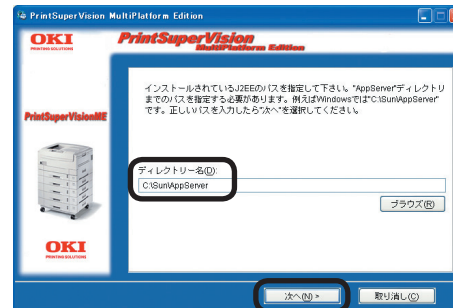 PrintSuperVision MultiPlatform Edition
OKI
PRINTING SOLUTIONS
PrintSuperVision
MultiPlatform Edition
インストールされているJ2EEのパスを指定して下さい。"AppServer"ディレクトリ
までのパスを指定する必要があります。例えばWindowsでは"C:\Sun\AppServer"
です。正しいパスを入力したら"次へ"を選択してください。
PrintSuperVisionME
ディレクトリー名(D):
C:\Sun\AppServer
ブラウズ(R)
OKI
PRINTING SOLUTIONS
次へ(N) >
取り消し(C)